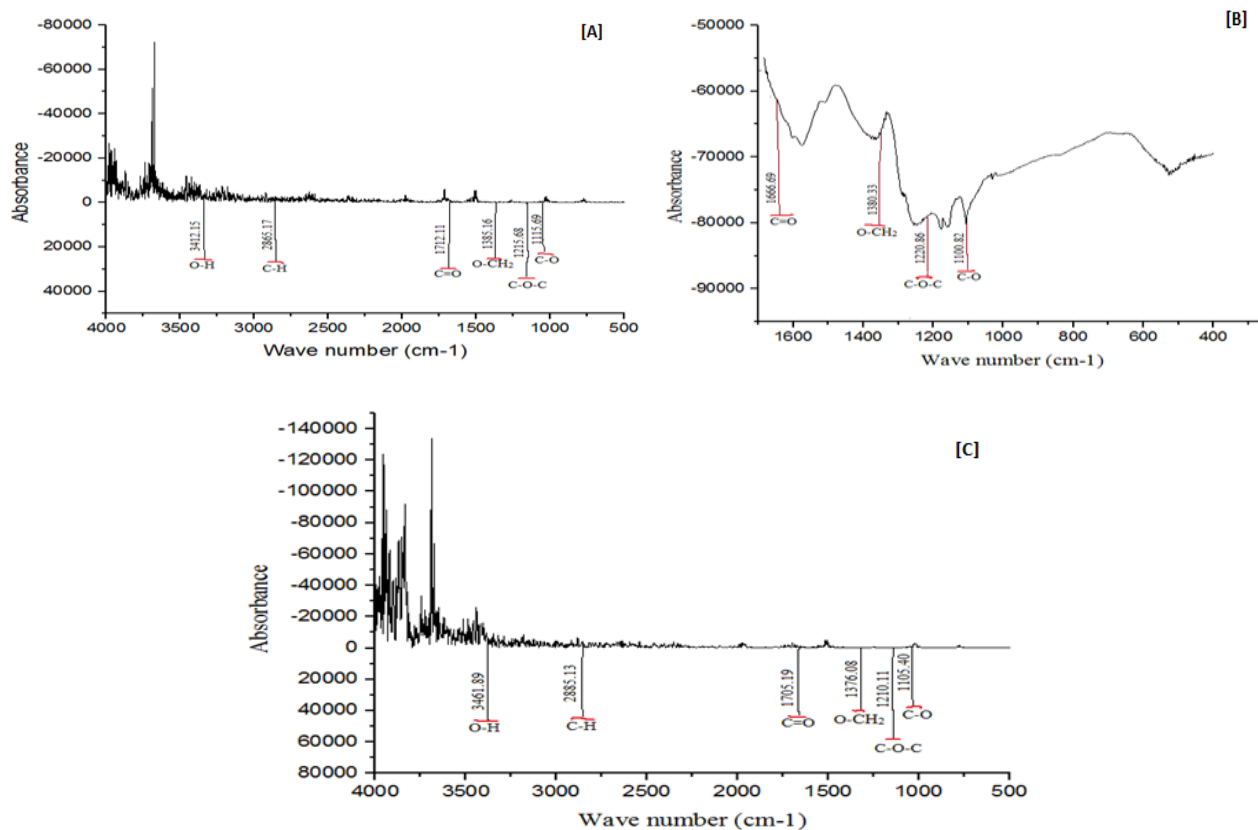 [A]
-80000
-60000
-40000
-20000
0
20000
40000
Absorbance
3412.15
O-H
2865.17
C-H
1712.11
C=O
1385.16
O-CH₂
1215.68
C-O-C
1115.69
C-O
4000 3500 3000 2500 2000 1500 1000 500
Wave number (cm-1)
[B]
-50000
-60000
-70000
-80000
-90000
Absorbance
1666.69
C=O
1380.33
O-CH₂
1220.86
C-O-C
1100.82
C-O
1600 1400 1200 1000 800 600 400
Wave number (cm-1)
[C]
-140000
-120000
-100000
-80000
-60000
-40000
-20000
0
20000
40000
60000
80000
Absorbance
3461.89
O-H
2885.13
C-H
1705.19
C=O
1376.08
O-CH₂
1210.11
C-O-C
1105.40
C-O
4000 3500 3000 2500 2000 1500 1000 500
Wave number (cm-1)